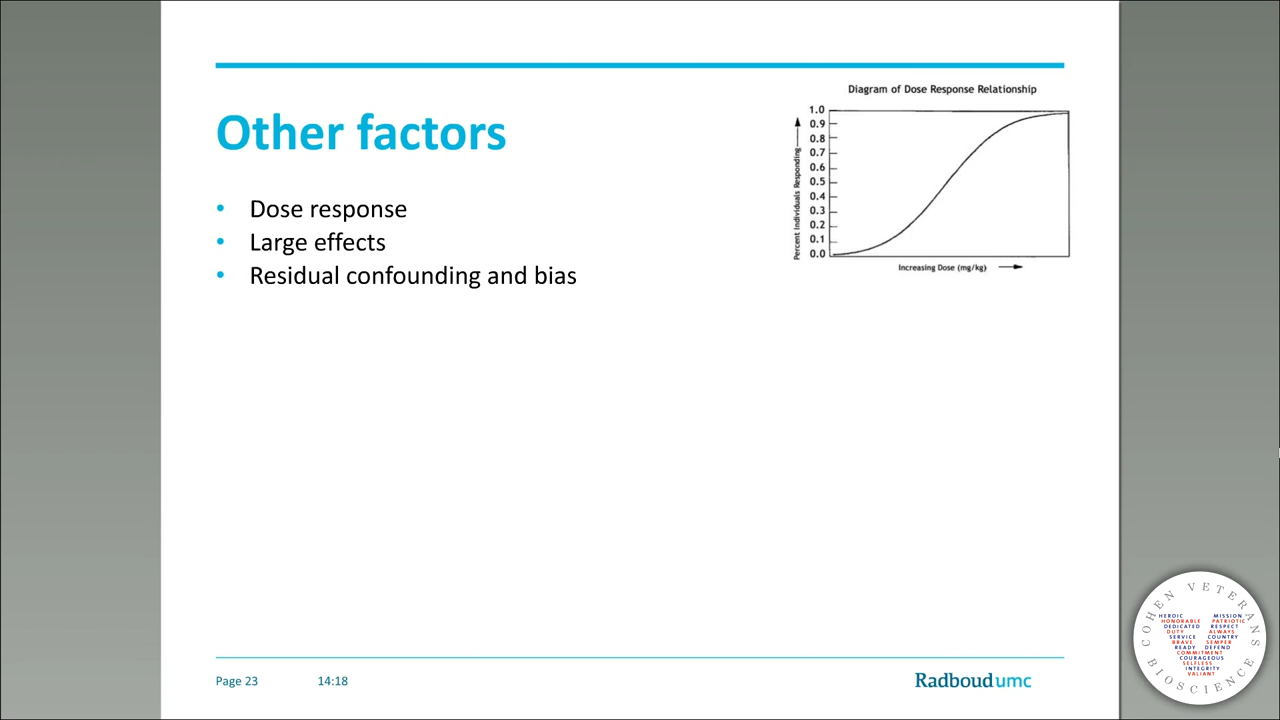 Diagram of Dose Response Relationship
Other factors
• Dose response
• Large effects
• Residual confounding and bias
Percent Individuals Responding
1.0
0.9
0.8
0.7
0.6
0.5
0.4
0.3
0.2
0.1
0.0
Increasing Dose (mg/kg)
Page 23 14:18
Radboudumc
COHEN VETERANS
BIOSCIENCE
HEROIC MISSION
HONORABLE PATRIOTIC
DEDICATED RESPECT
DUTY ALWAYS
SERVICE COUNTRY
BRAVE SEMPER
READY DEFEND
COMMITMENT
COURAGEOUS
SELFLESS
INTEGRITY
VALIANT